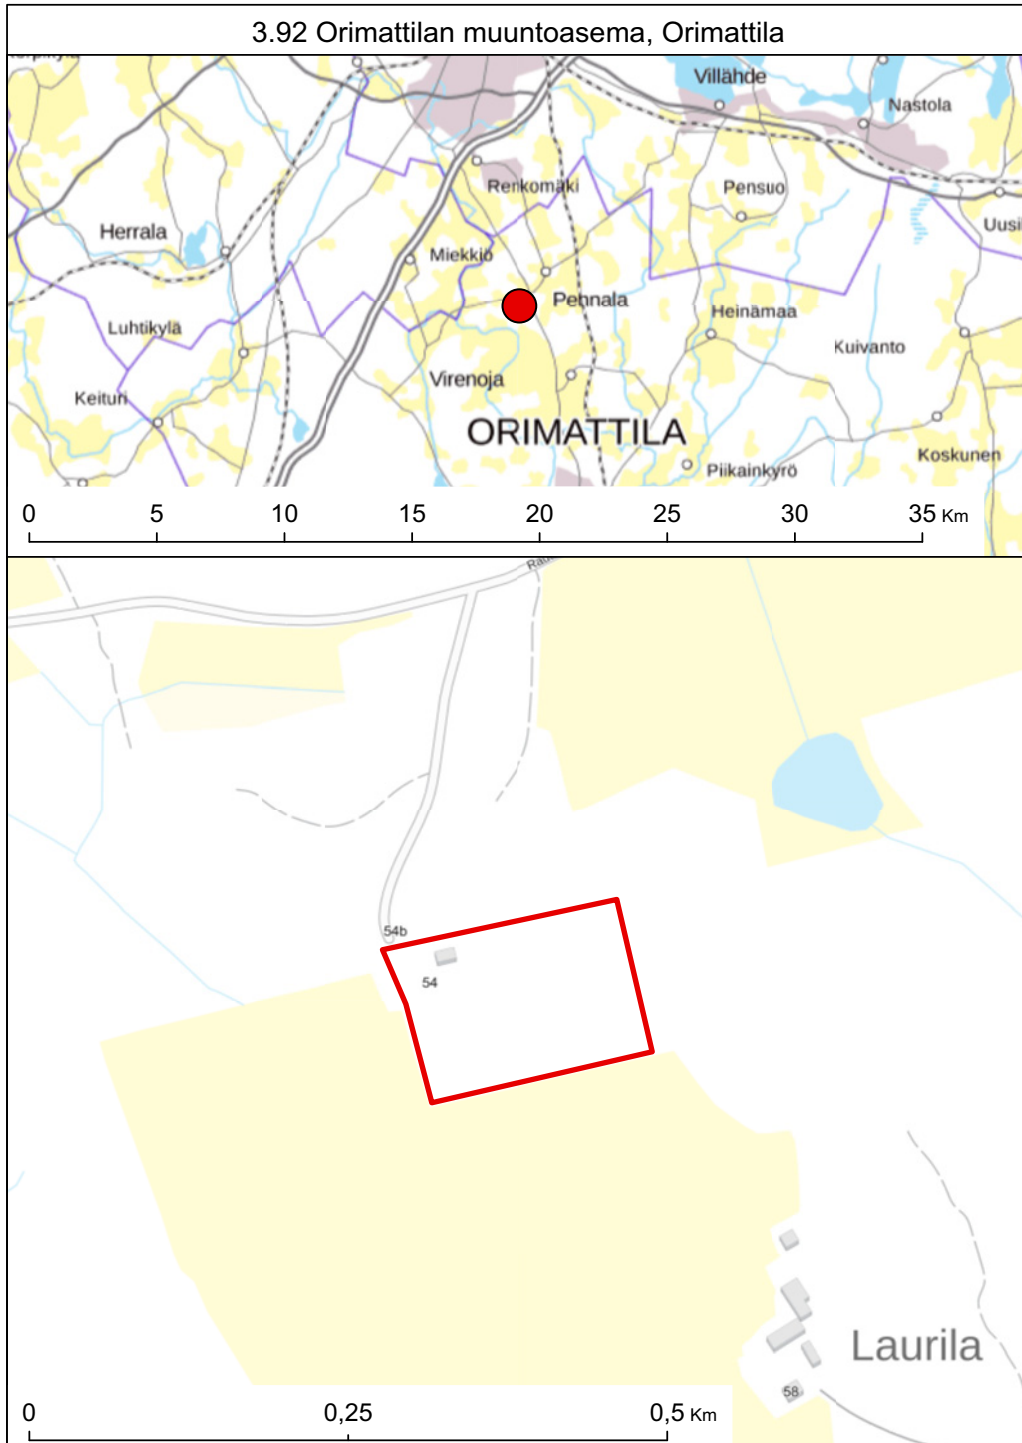 3.92 Orimattilan muuntoasema, Orimattila
Villähde
Nastola
Renkomäki
Pensuo
Herrala
Uusi
Miekkiö
Pennala
Luhtikylä
Heinämaa
Kuivanto
Virenoja
Keituri
ORIMATTILA
Koskunen
Piikainkyrö
0 5 10 15 20 25 30 35 Km
54b
54
Laurila
58
0 0,25 0,5 Km